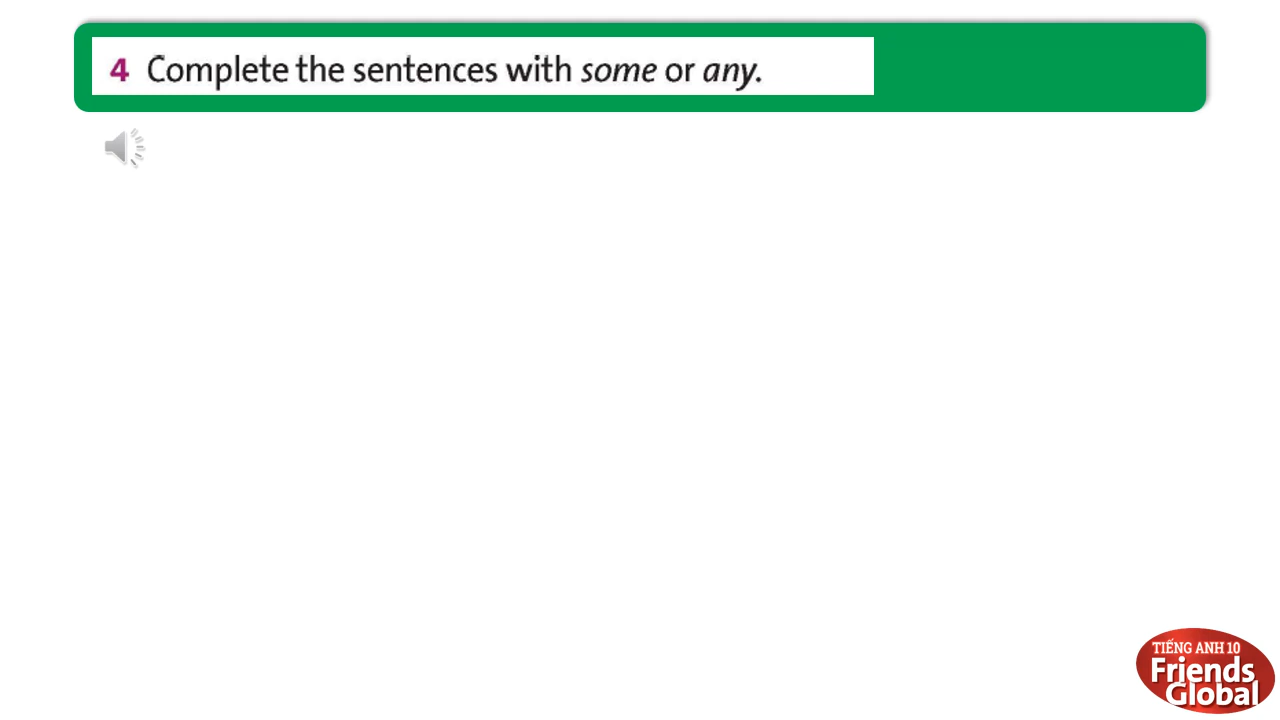 4 Complete the sentences with some or any.
TIẾNG ANH 10
Friends
Global